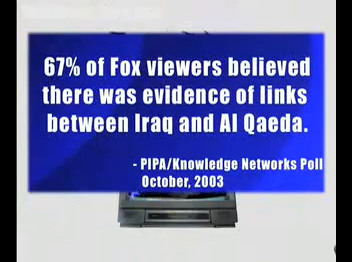 67% of Fox viewers believed
there was evidence of links
between Iraq and Al Qaeda.
- PIPA/Knowledge Networks Poll
October, 2003